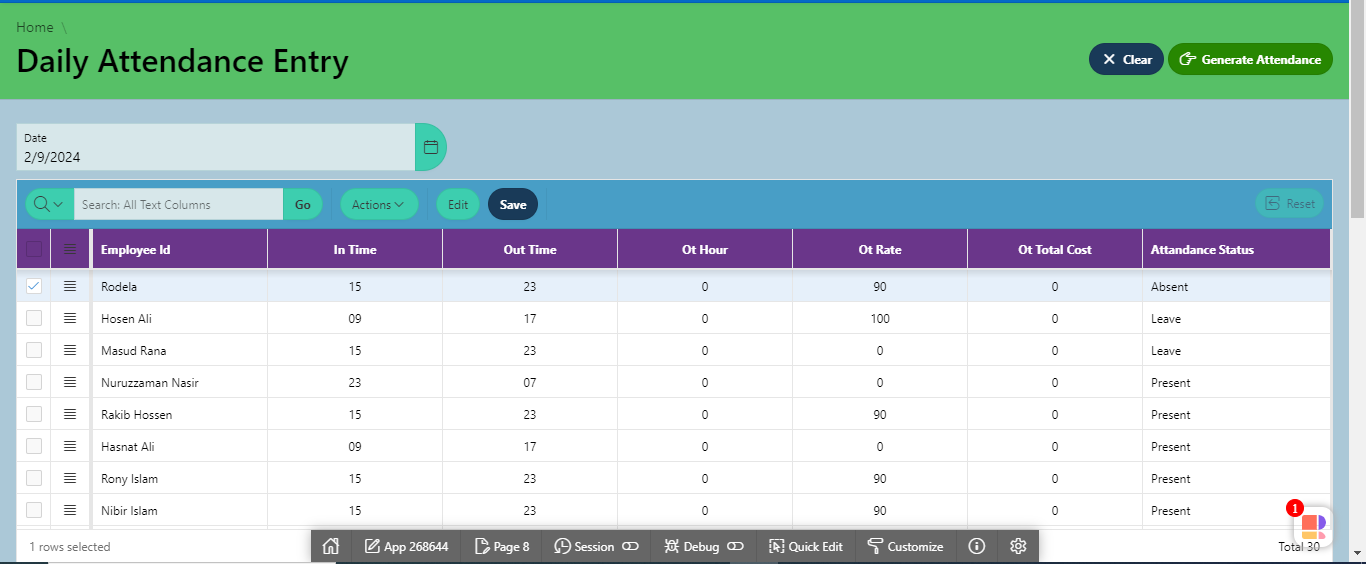 Home \
Daily Attendance Entry
Clear
Generate Attendance
Date
2/9/2024
Search: All Text Columns Go Actions Edit Save Reset
Employee Id In Time Out Time Ot Hour Ot Rate Ot Total Cost Attandance Status
Rodela 15 23 0 90 0 Absent
Hosen Ali 09 17 0 100 0 Leave
Masud Rana 15 23 0 0 0 Leave
Nuruzzaman Nasir 23 07 0 0 0 Present
Rakib Hossen 15 23 0 90 0 Present
Hasnat Ali 09 17 0 0 0 Present
Rony Islam 15 23 0 90 0 Present
Nibir Islam 15 23 0 90 0 Present
1
1 rows selected
Total 30
App 268644 Page 8 Session Debug Quick Edit Customize